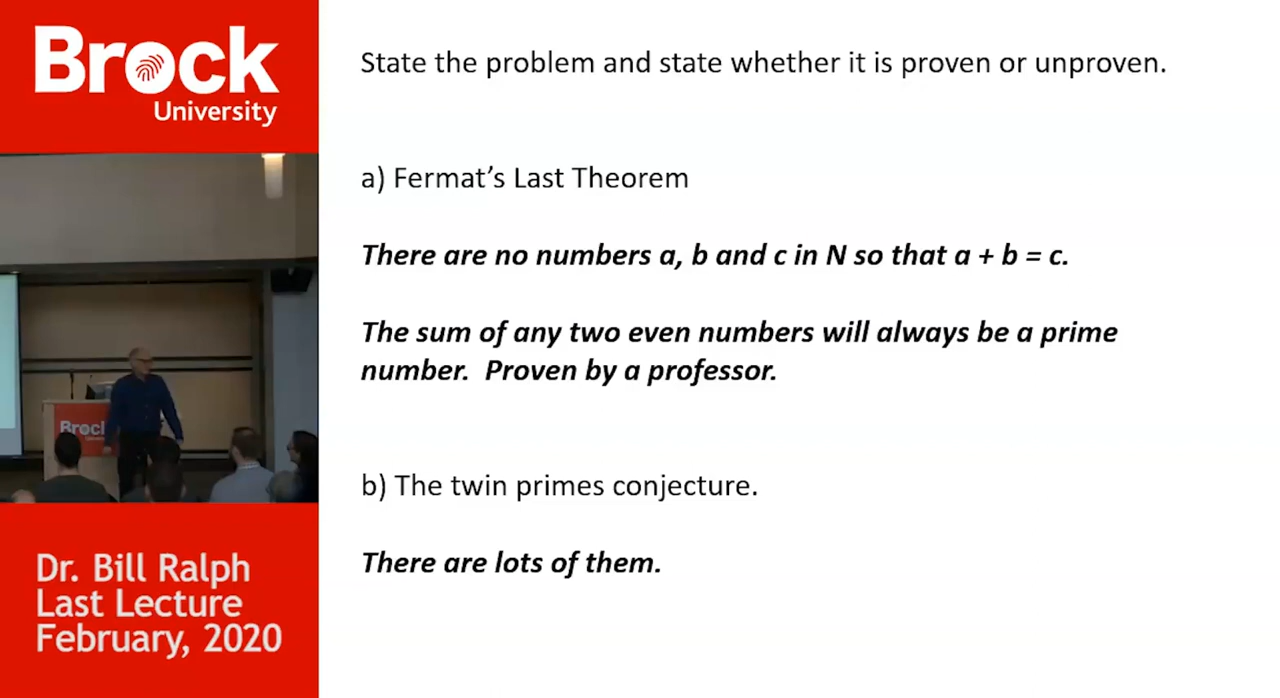 Brock
University
State the problem and state whether it is proven or unproven.
a) Fermat’s Last Theorem
There are no numbers a, b and c in N so that a + b = c.
The sum of any two even numbers will always be a prime
number.  Proven by a professor.
b) The twin primes conjecture.
There are lots of them.
Brock
Dr. Bill Ralph
Last Lecture
February, 2020